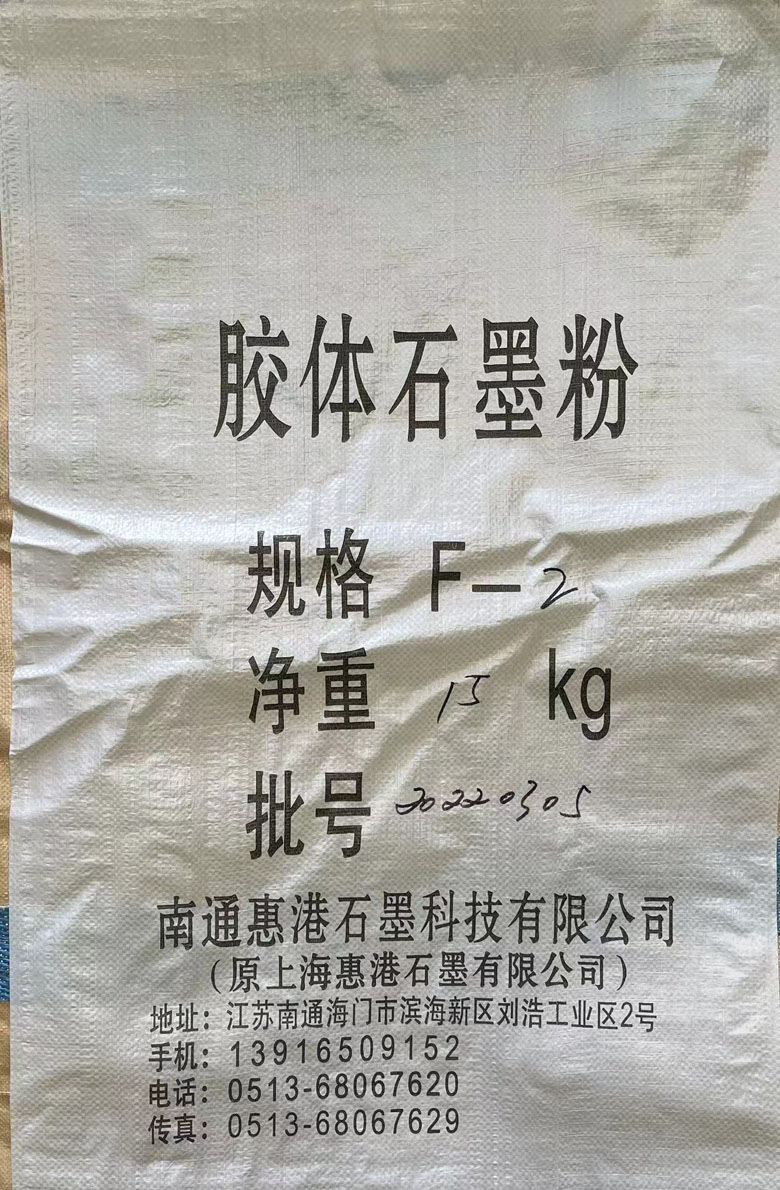 胶体石墨粉
规格 F-2
净重 15 kg
批号 20220305
南通惠港石墨科技有限公司
(原上海惠港石墨有限公司)
地址：江苏南通海门市滨海新区刘浩工业区2号
手机：13916509152
电话：0513-68067620
传真：0513-68067629